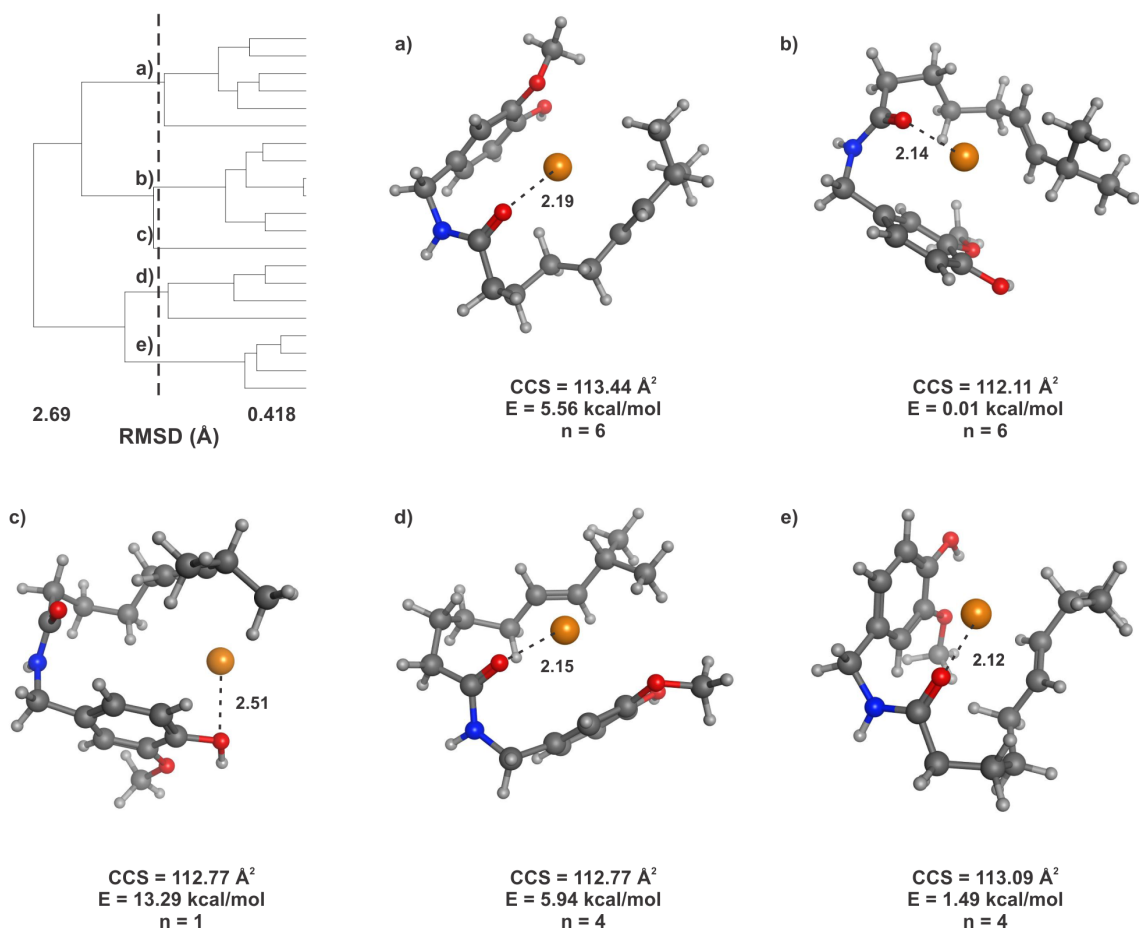 a)
b)
c)
d)
e)
2.69
0.418
RMSD (Å)
a)
2.19
CCS = 113.44 Å²
E = 5.56 kcal/mol
n = 6
b)
2.14
CCS = 112.11 Å²
E = 0.01 kcal/mol
n = 6
c)
2.51
CCS = 112.77 Å²
E = 13.29 kcal/mol
n = 1
d)
2.15
CCS = 112.77 Å²
E = 5.94 kcal/mol
n = 4
e)
2.12
CCS = 113.09 Å²
E = 1.49 kcal/mol
n = 4